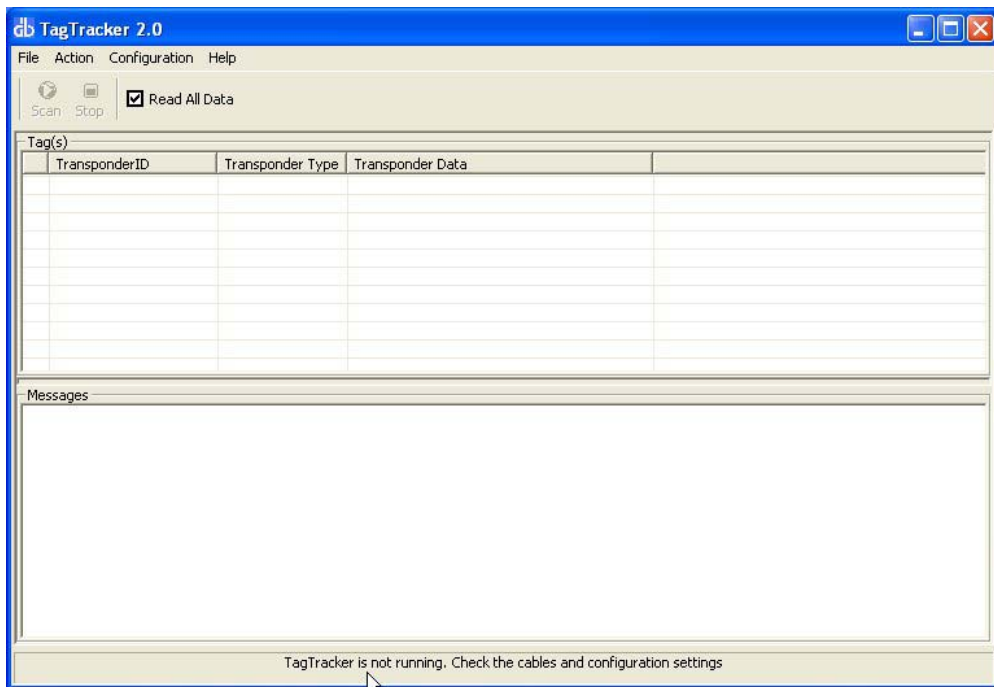 db TagTracker 2.0
File Action Configuration Help
Scan Stop Read All Data
Tag(s)
TransponderID Transponder Type Transponder Data
Messages
TagTracker is not running. Check the cables and configuration settings